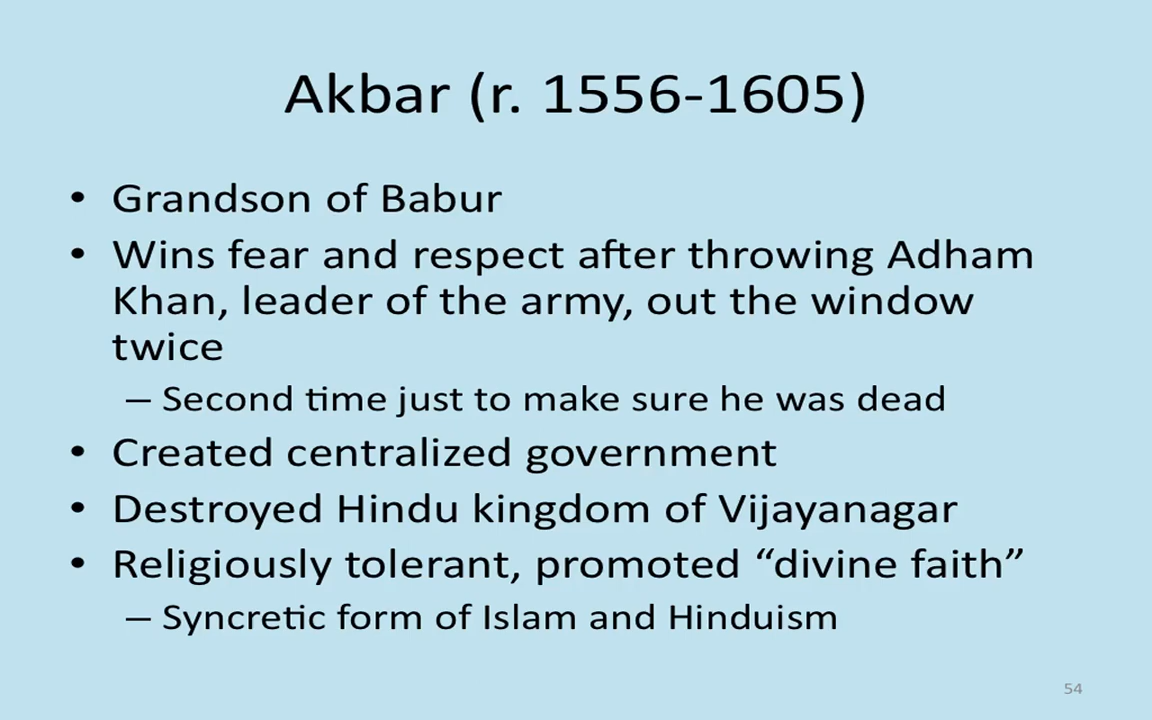 Akbar (r. 1556-1605)
• Grandson of Babur
• Wins fear and respect after throwing Adham
Khan, leader of the army, out the window
twice
– Second time just to make sure he was dead
• Created centralized government
• Destroyed Hindu kingdom of Vijayanagar
• Religiously tolerant, promoted “divine faith”
– Syncretic form of Islam and Hinduism
54